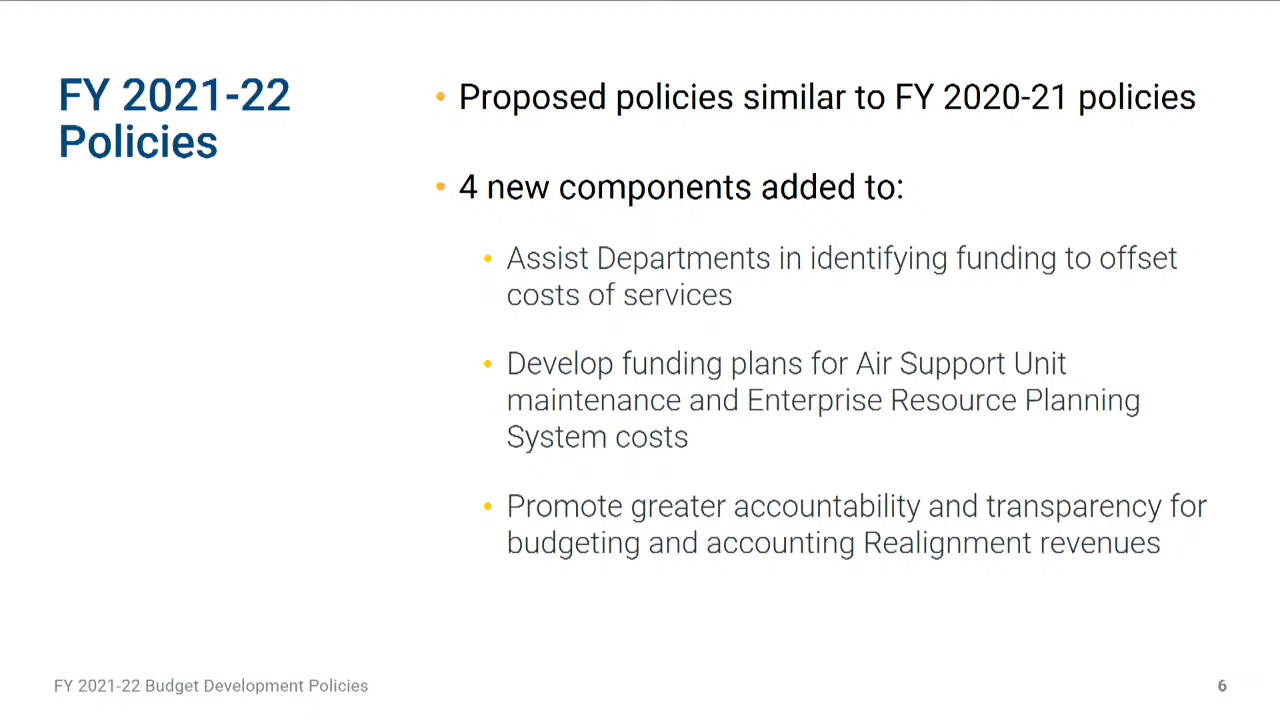 FY 2021-22
Policies
• Proposed policies similar to FY 2020-21 policies
• 4 new components added to:
• Assist Departments in identifying funding to offset
costs of services
• Develop funding plans for Air Support Unit
maintenance and Enterprise Resource Planning
System costs
• Promote greater accountability and transparency for
budgeting and accounting Realignment revenues
FY 2021-22 Budget Development Policies
6